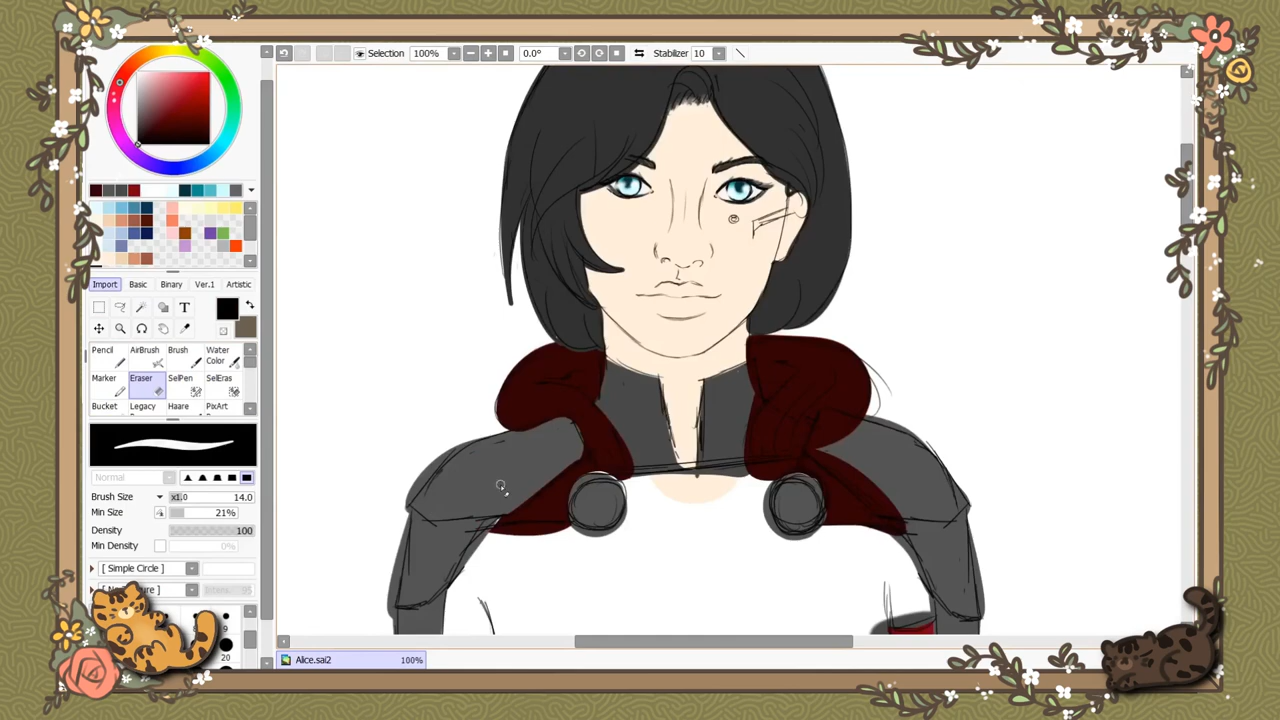 Selection 100% 0.0° Stabilizer 10
Import Basic Binary Ver.1 Artistic
T
Pencil AirBrush Brush Water Color
Marker Eraser SelPen SelEras
Bucket Legacy Haare PixArt
Normal
Brush Size x1.0 14.0
Min Size 21%
Density 100
Min Density 0%
[ Simple Circle ]
20
Alice.sai2 100%